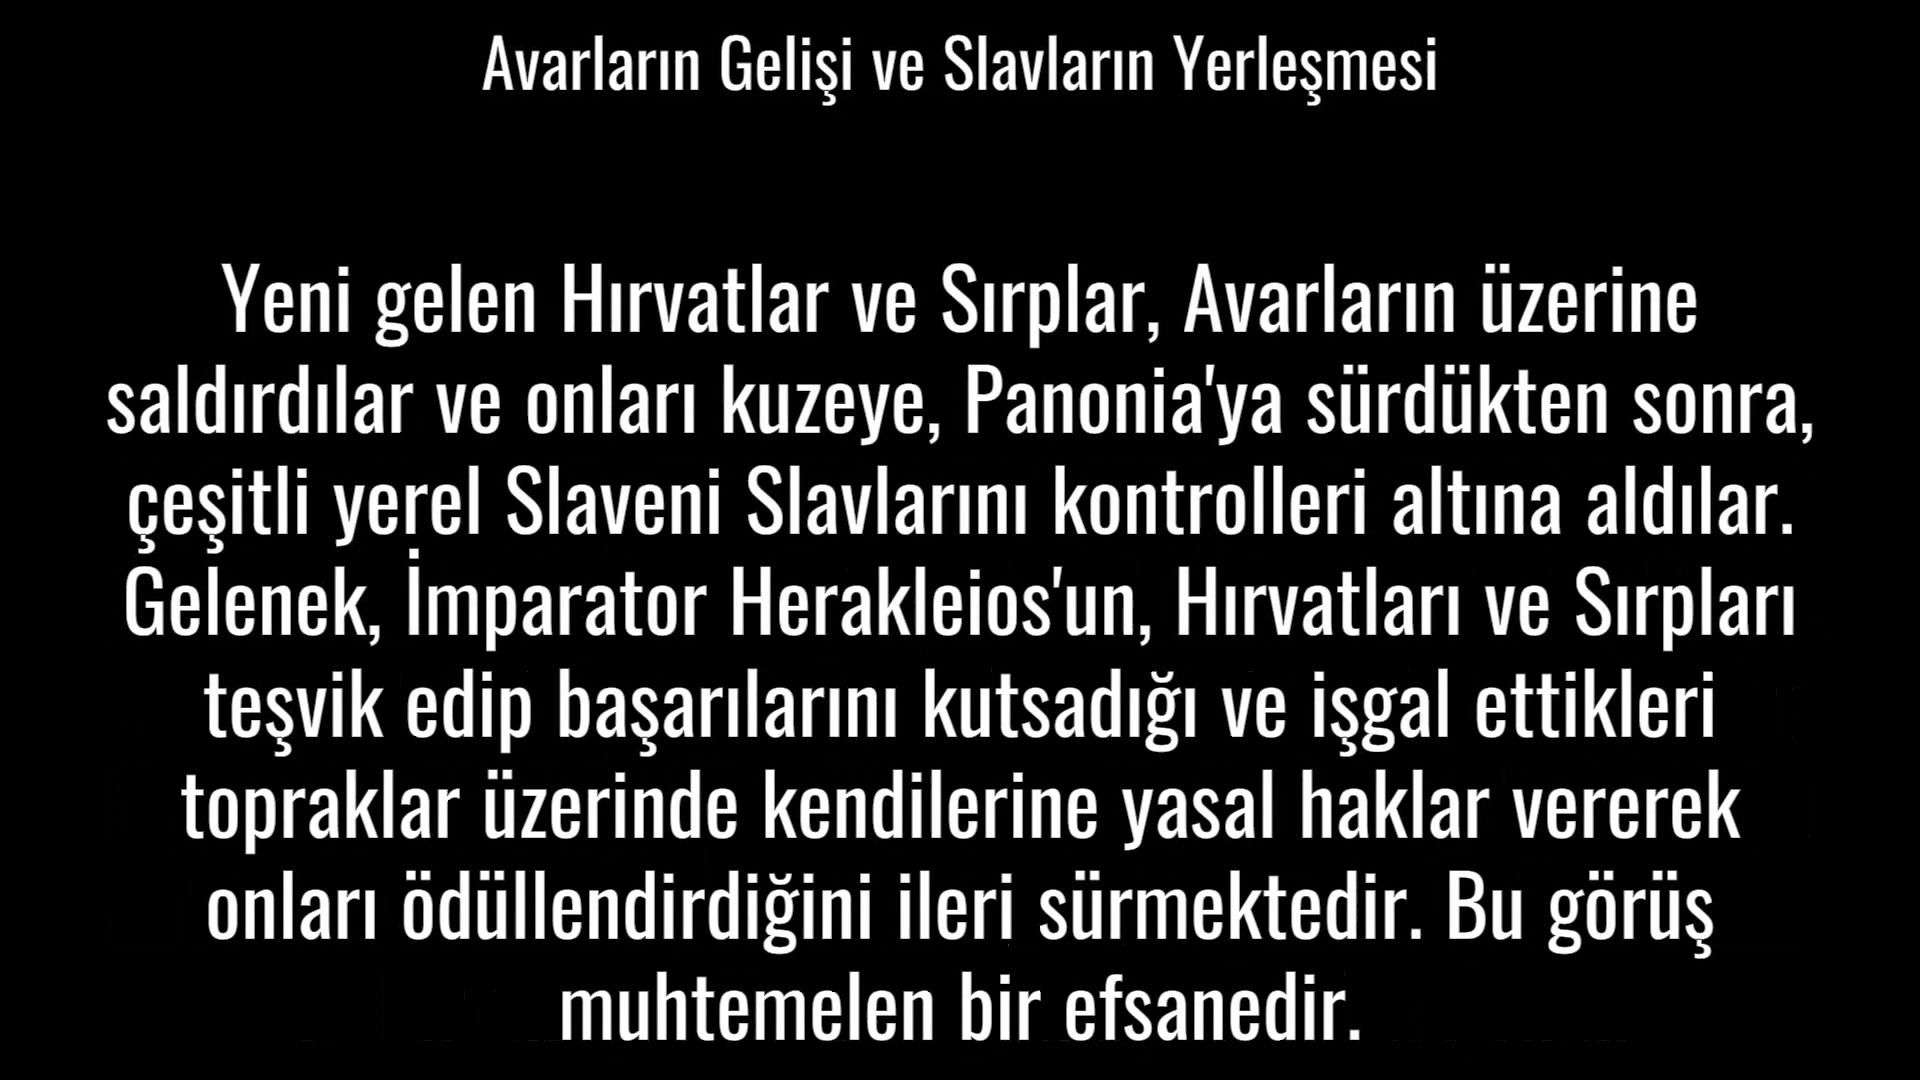 Avarların Gelişi ve Slavların Yerleşmesi
Yeni gelen Hırvatlar ve Sırplar, Avarların üzerine
saldırdılar ve onları kuzeye, Panonia'ya sürdükten sonra,
çeşitli yerel Slaveni Slavlarını kontrolleri altına aldılar.
Gelenek, İmparator Herakleios'un, Hırvatları ve Sırpları
teşvik edip başarılarını kutsadığı ve işgal ettikleri
topraklar üzerinde kendilerine yasal haklar vererek
onları ödüllendirdiğini ileri sürmektedir. Bu görüş
muhtemelen bir efsanedir.